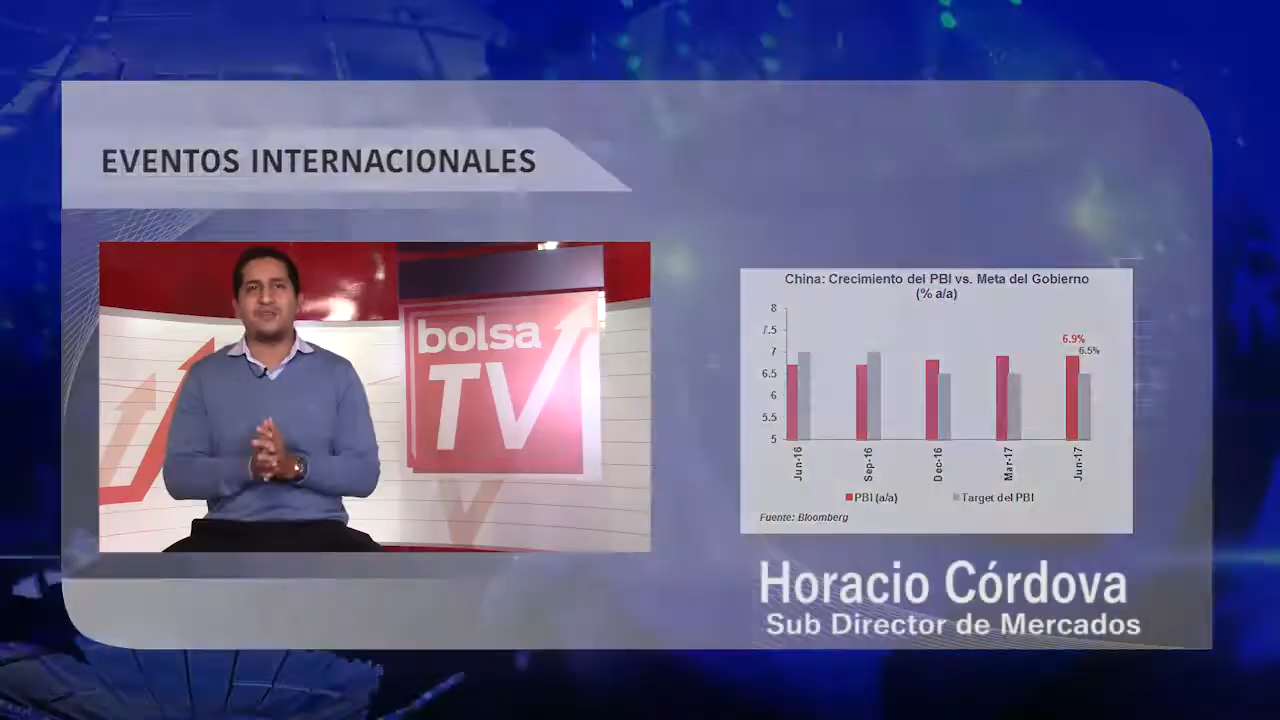 EVENTOS INTERNACIONALES
bolsa
TV
China: Crecimiento del PBI vs. Meta del Gobierno
(% a/a)
8
7.5
7
6.5
6
5.5
5
6.9%
6.5%
Jun-16
Sep-16
Dec-16
Mar-17
Jun-17
PBI (a/a)
Target del PBI
Fuente: Bloomberg
Horacio Córdova
Sub Director de Mercados